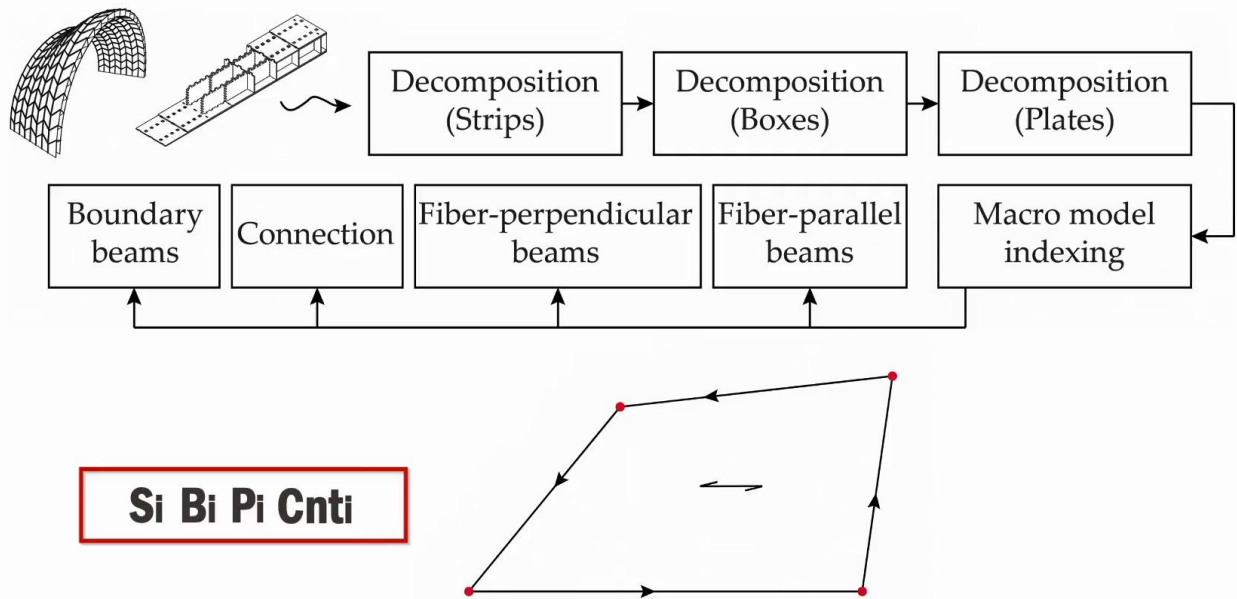 Decomposition
(Strips)
Decomposition
(Boxes)
Decomposition
(Plates)
Boundary
beams
Connection
Fiber-perpendicular
beams
Fiber-parallel
beams
Macro model
indexing
Si Bi Pi Cnti